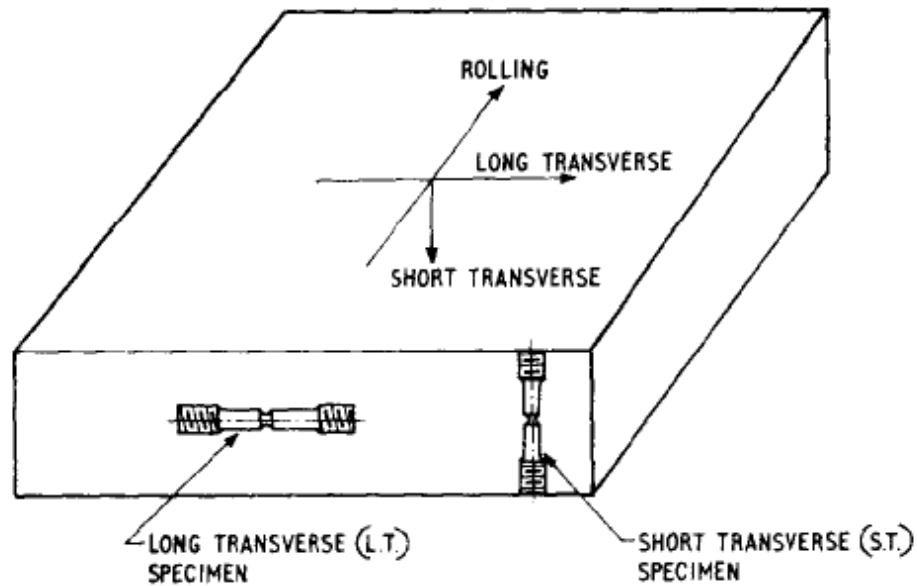 ROLLING
LONG TRANSVERSE
SHORT TRANSVERSE
LONG TRANSVERSE (L.T.)
SPECIMEN
SHORT TRANSVERSE (S.T.)
SPECIMEN